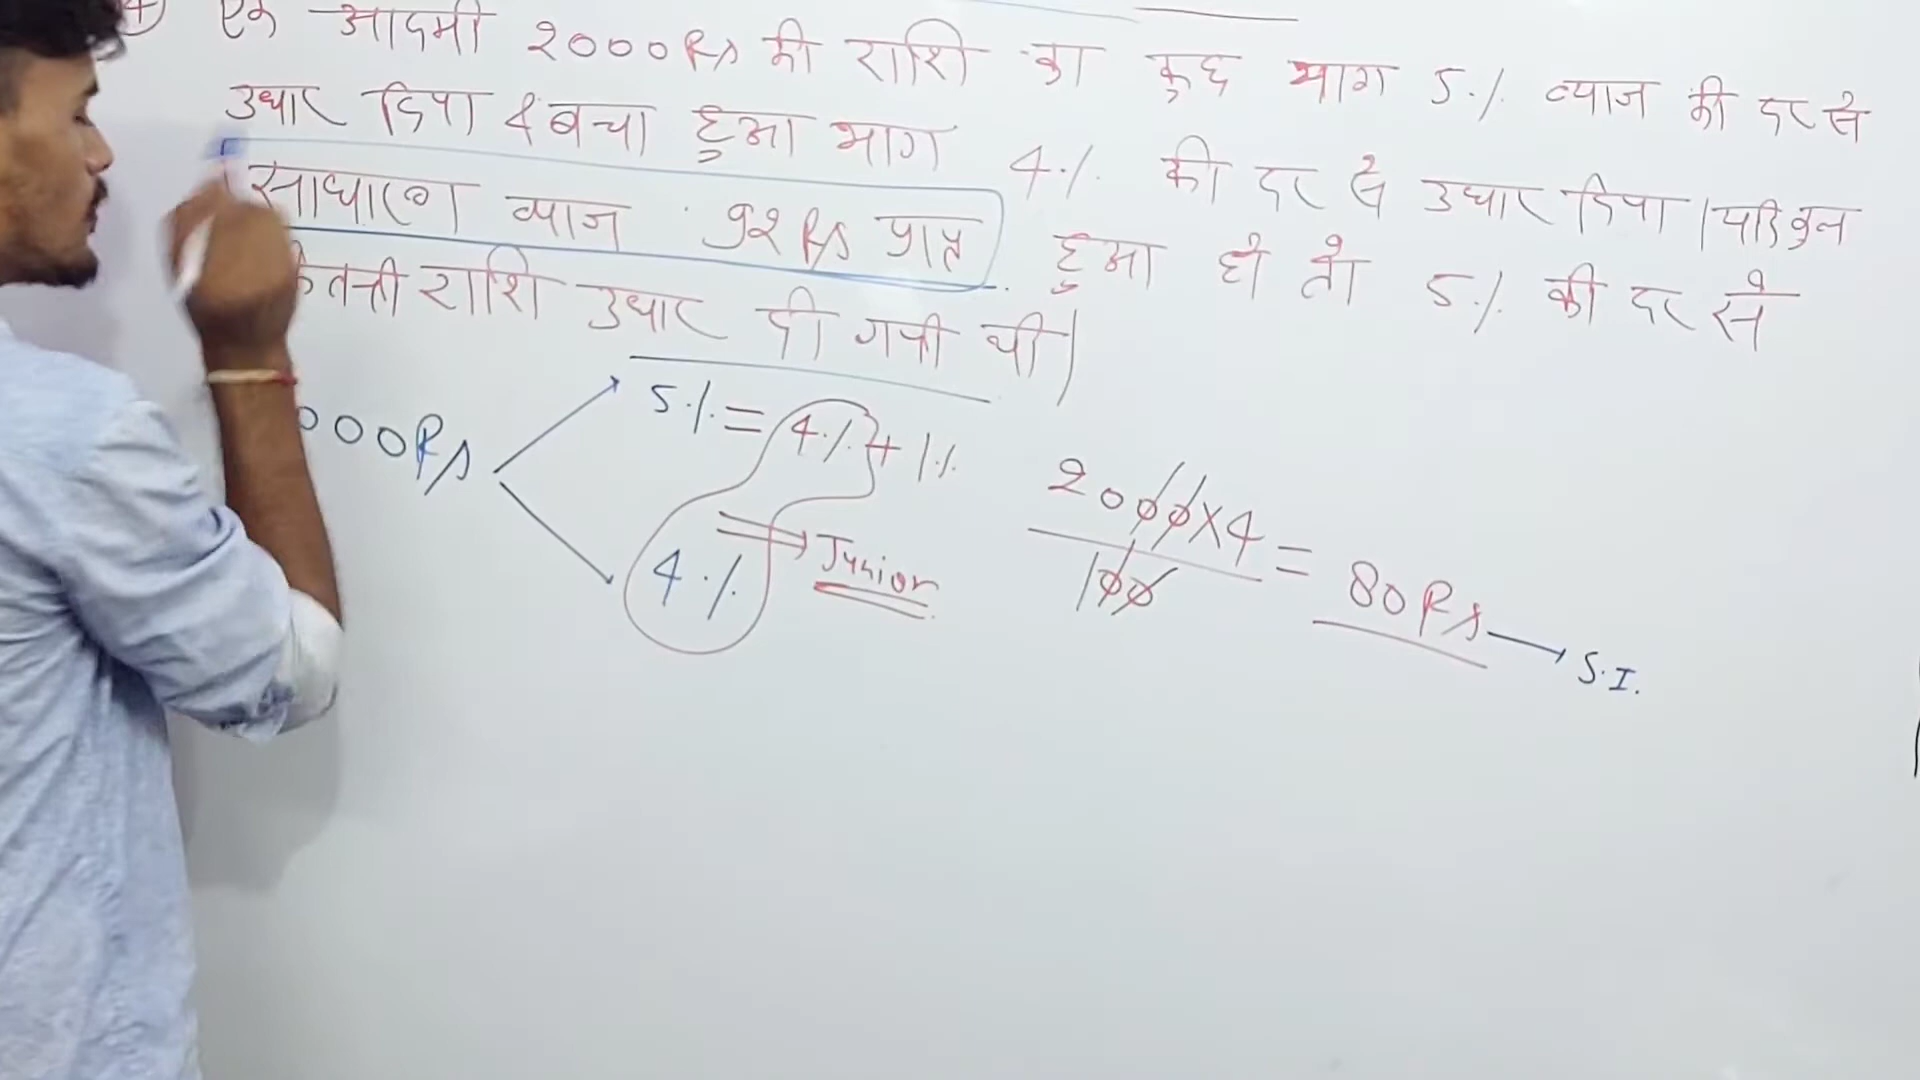 एक आदमी 2000Rs की राशि का कुछ भाग 5% ब्याज की दर से
उधार दिया & बचा हुआ भाग 4% की दर से उधार दिया। यदि कुल
साधारण ब्याज 92Rs प्राप्त हुआ हो तो 5% की दर से
राशि उधार दी गयी थी।
000Rs
5% = 4% + 1%
4%
Junior
2000×4
100
= 80Rs
S.I.